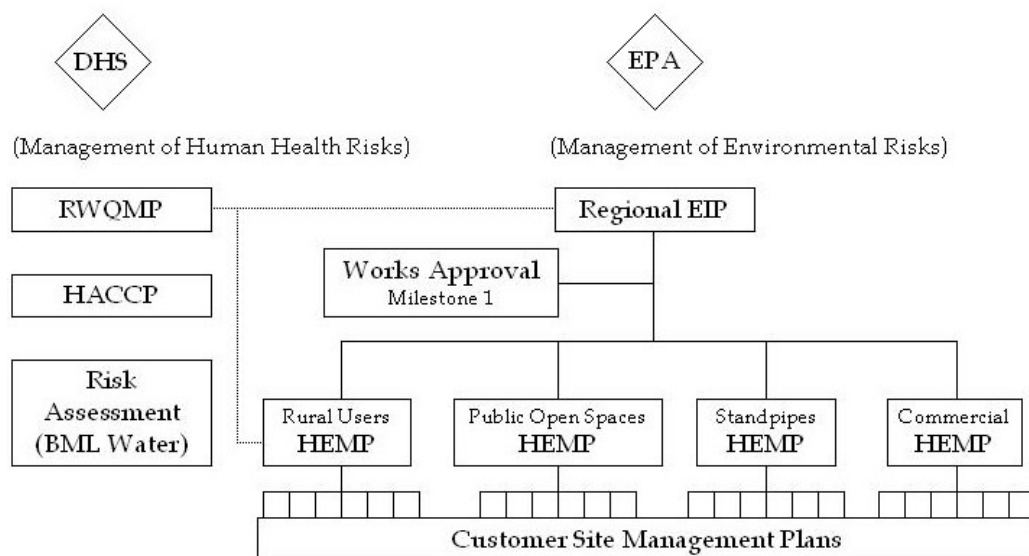 DHS
EPA
(Management of Human Health Risks)
(Management of Environmental Risks)
RWQMP
Regional EIP
Works Approval
Milestone 1
HACCP
Risk
Assessment
(BML Water)
Rural Users
HEMP
Public Open Spaces
HEMP
Standpipes
HEMP
Commercial
HEMP
Customer Site Management Plans